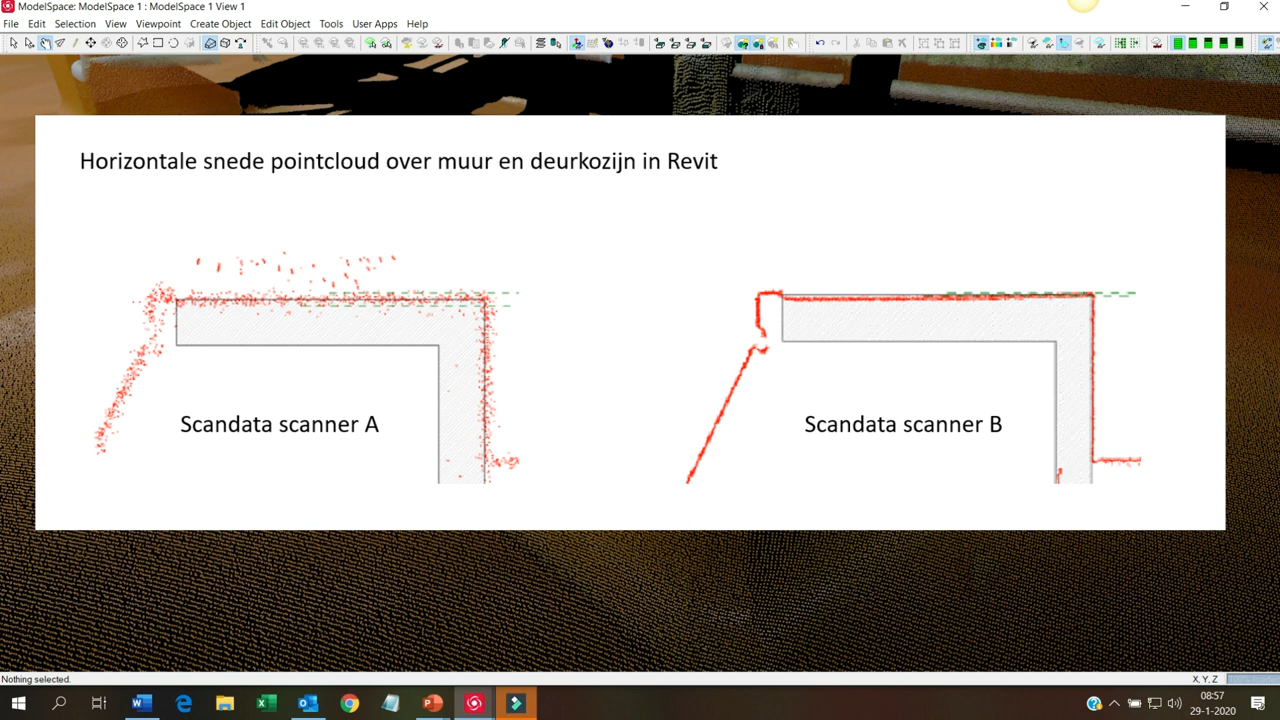 ModelSpace: ModelSpace 1 : ModelSpace 1 View 1
File Edit Selection View Viewpoint Create Object Edit Object Tools User Apps Help
Horizontale snede pointcloud over muur en deurkozijn in Revit
Scandata scanner A
Scandata scanner B
Nothing selected.
X, Y, Z
08:57
29-1-2020